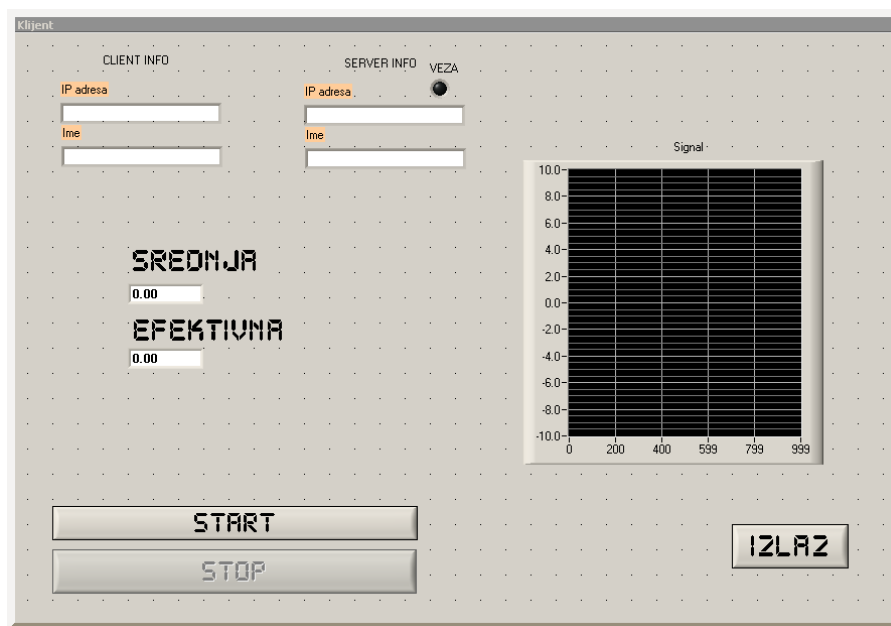 Klijent
CLIENT INFO
SERVER INFO
VEZA
IP adresa
IP adresa
Ime
Ime
Signal
10.0
8.0
6.0
4.0
2.0
0.0
-2.0
-4.0
-6.0
-8.0
-10.0
0 200 400 599 799 999
SREDNJA
0.00
EFEKTIVNA
0.00
START
STOP
IZLAZ